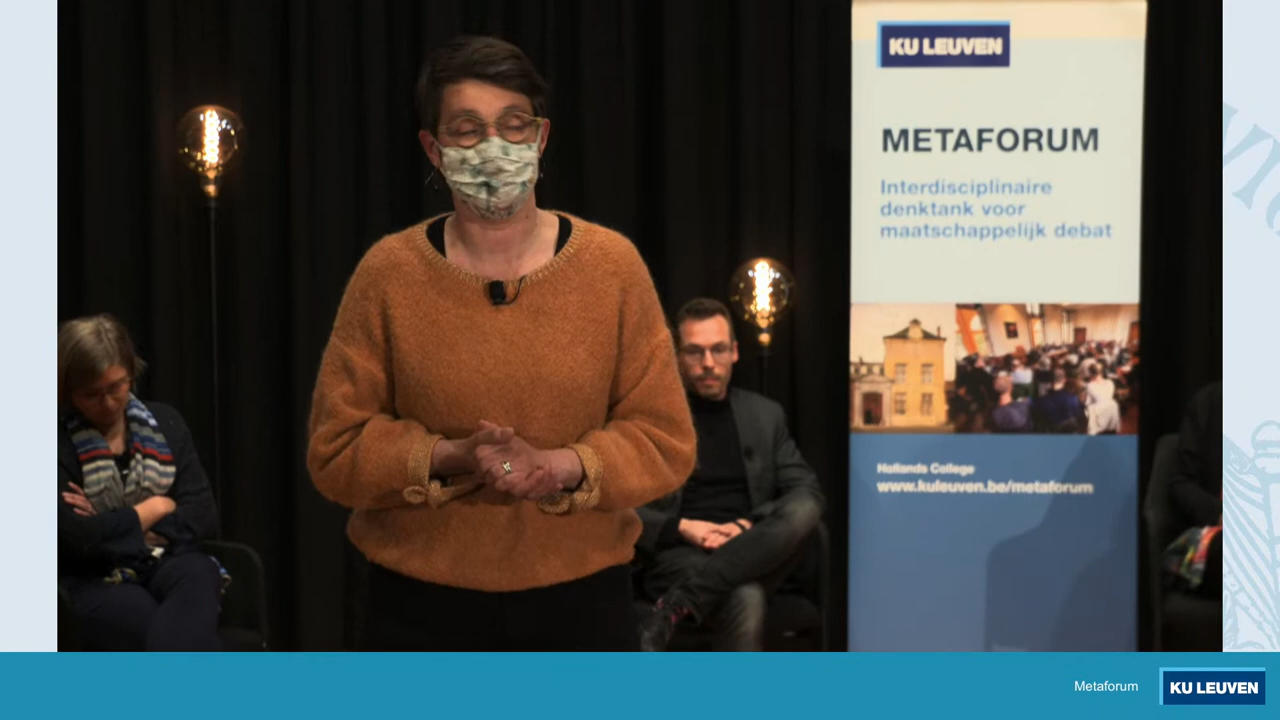 KU LEUVEN
METAFORUM
Interdisciplinaire
denktank voor
maatschappelijk debat
Hollands College
www.kuleuven.be/metaforum
Metaforum
KU LEUVEN